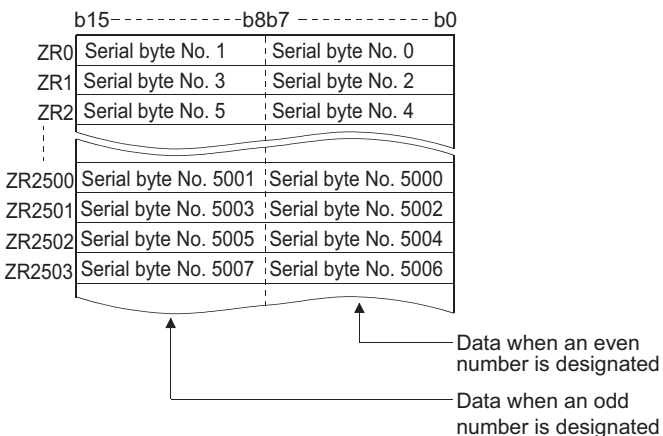 b15 b8b7 b0
ZR0 Serial byte No. 1 Serial byte No. 0
ZR1 Serial byte No. 3 Serial byte No. 2
ZR2 Serial byte No. 5 Serial byte No. 4
ZR2500 Serial byte No. 5001 Serial byte No. 5000
ZR2501 Serial byte No. 5003 Serial byte No. 5002
ZR2502 Serial byte No. 5005 Serial byte No. 5004
ZR2503 Serial byte No. 5007 Serial byte No. 5006
Data when an even
number is designated
Data when an odd
number is designated